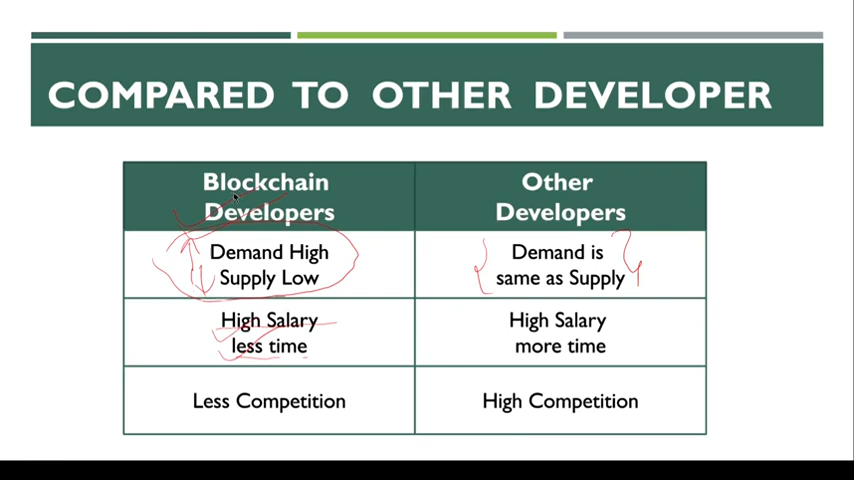 COMPARED TO OTHER DEVELOPER
Blockchain
Developers
Other
Developers
Demand High
Supply Low
Demand is
same as Supply
High Salary
less time
High Salary
more time
Less Competition
High Competition